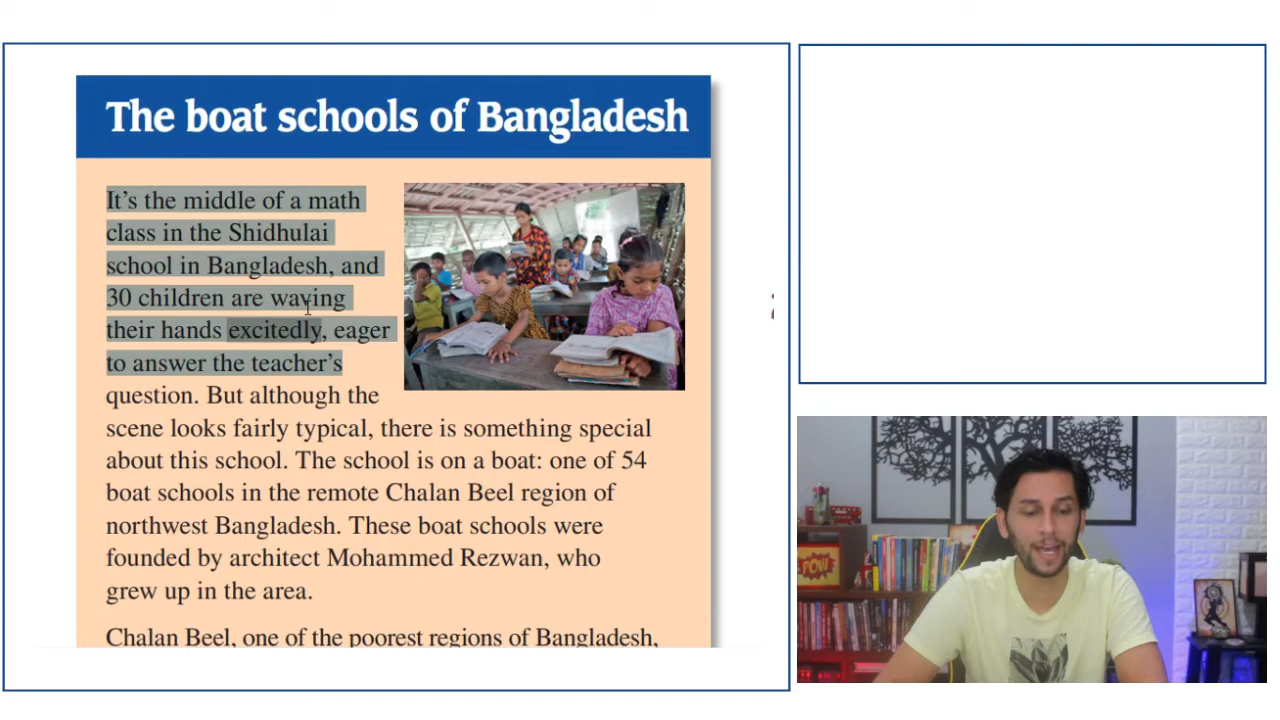 The boat schools of Bangladesh
It's the middle of a math
class in the Shidhulai
school in Bangladesh, and
30 children are waving
their hands excitedly, eager
to answer the teacher's
question. But although the
scene looks fairly typical, there is something special
about this school. The school is on a boat: one of 54
boat schools in the remote Chalan Beel region of
northwest Bangladesh. These boat schools were
founded by architect Mohammed Rezwan, who
grew up in the area.
Chalan Beel, one of the poorest regions of Bangladesh,
POW!